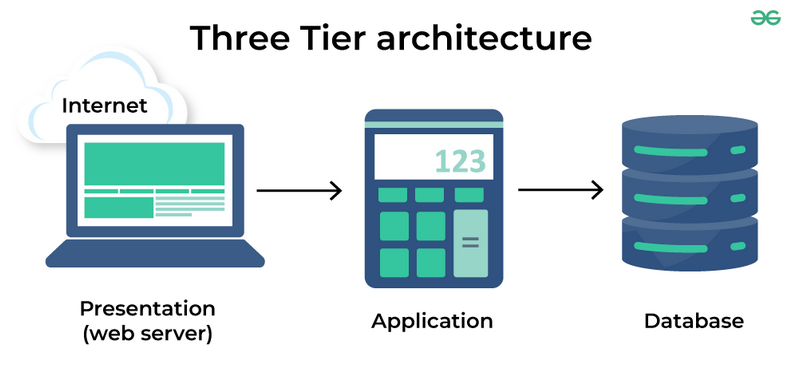 Three Tier architecture
Internet
123
=
Presentation
(web server)
Application
Database